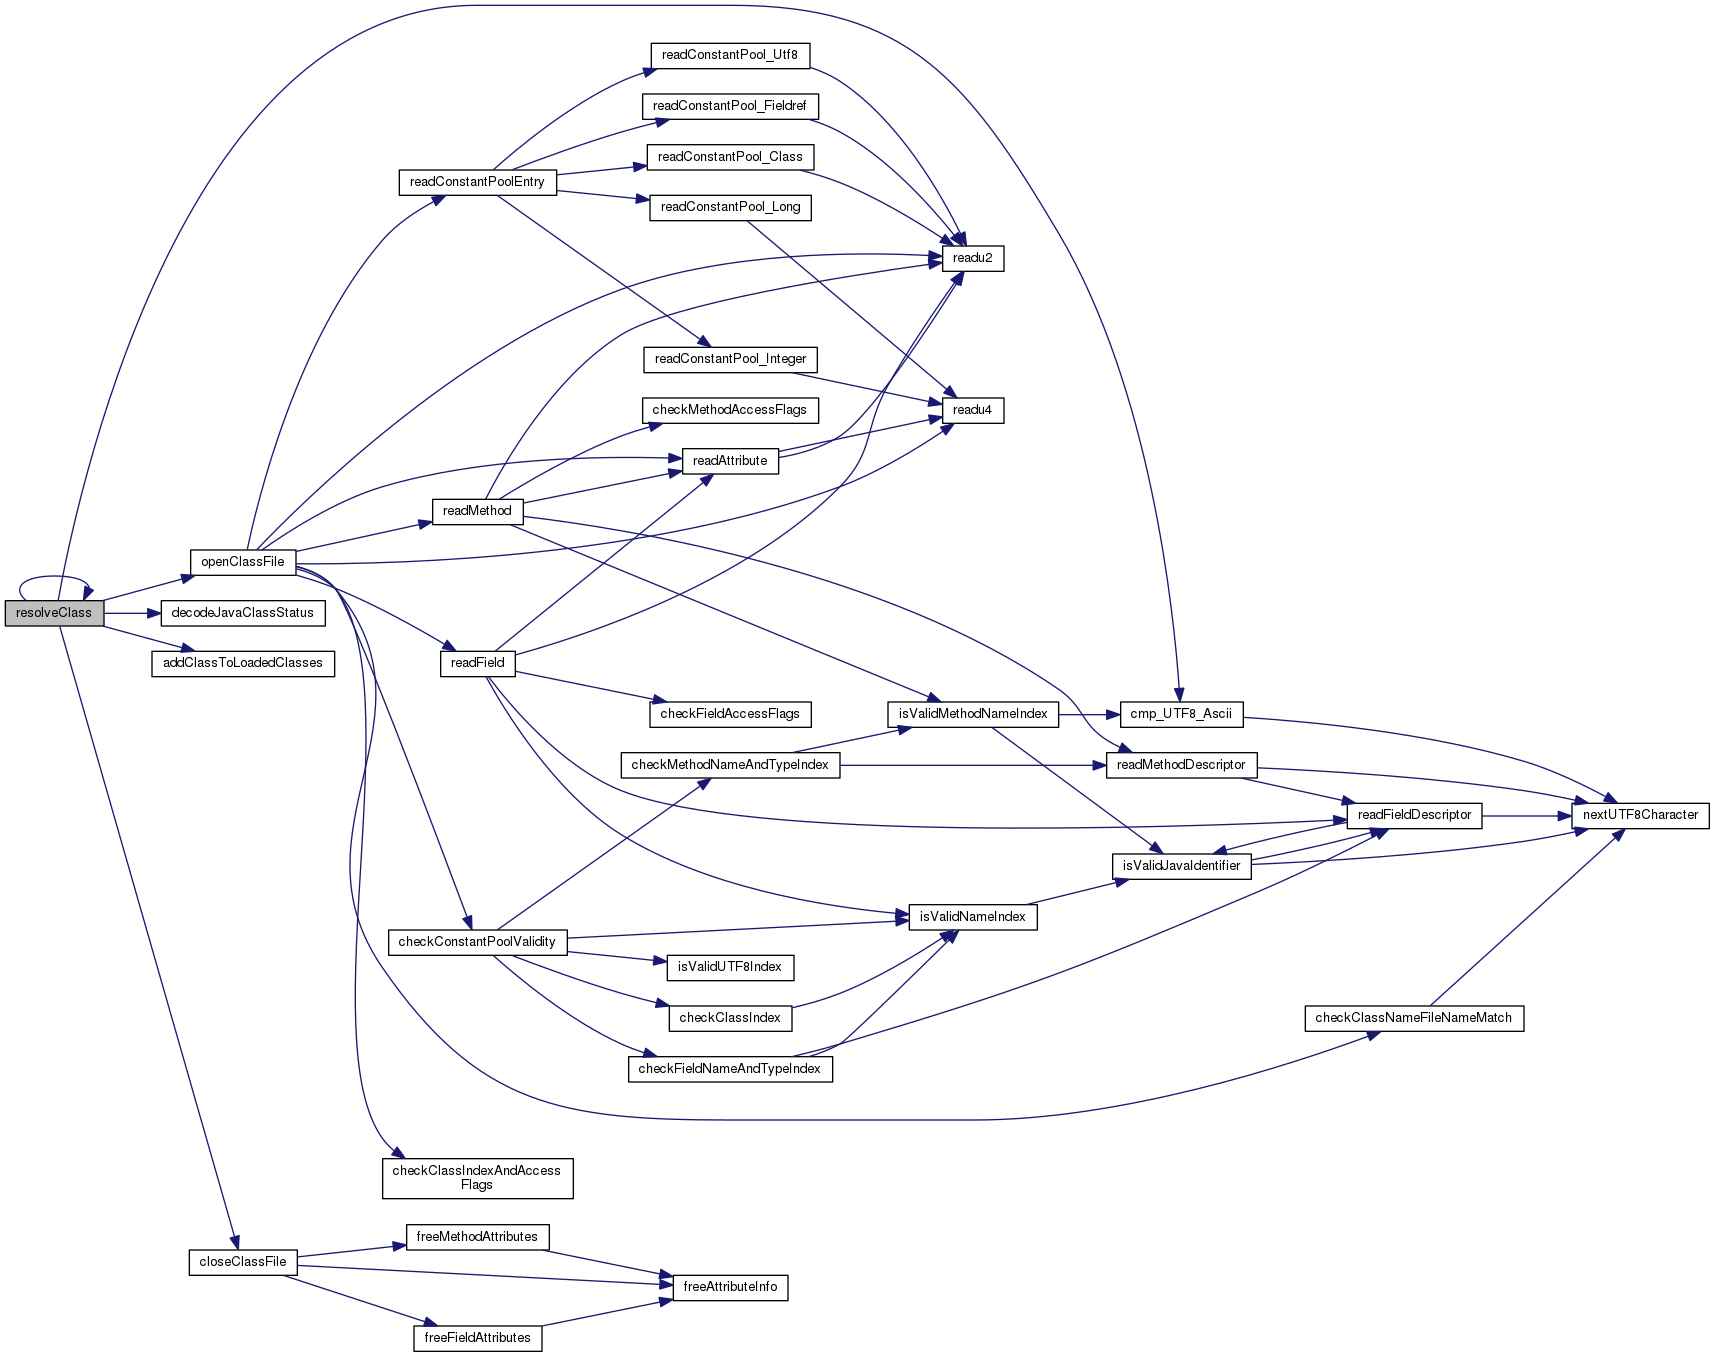 readConstantPool_Utf8
readConstantPool_Fieldref
readConstantPool_Class
readConstantPoolEntry
readConstantPool_Long
readu2
readConstantPool_Integer
checkMethodAccessFlags
readu4
readAttribute
readMethod
openClassFile
resolveClass
decodeJavaClassStatus
addClassToLoadedClasses
readField
checkFieldAccessFlags
isValidMethodNameIndex
cmp_UTF8_Ascii
checkMethodNameAndTypeIndex
readMethodDescriptor
readFieldDescriptor
nextUTF8Character
isValidJavaIdentifier
isValidNameIndex
checkConstantPoolValidity
isValidUTF8Index
checkClassIndex
checkClassNameFileNameMatch
checkFieldNameAndTypeIndex
checkClassIndexAndAccess
Flags
freeMethodAttributes
closeClassFile
freeAttributeInfo
freeFieldAttributes